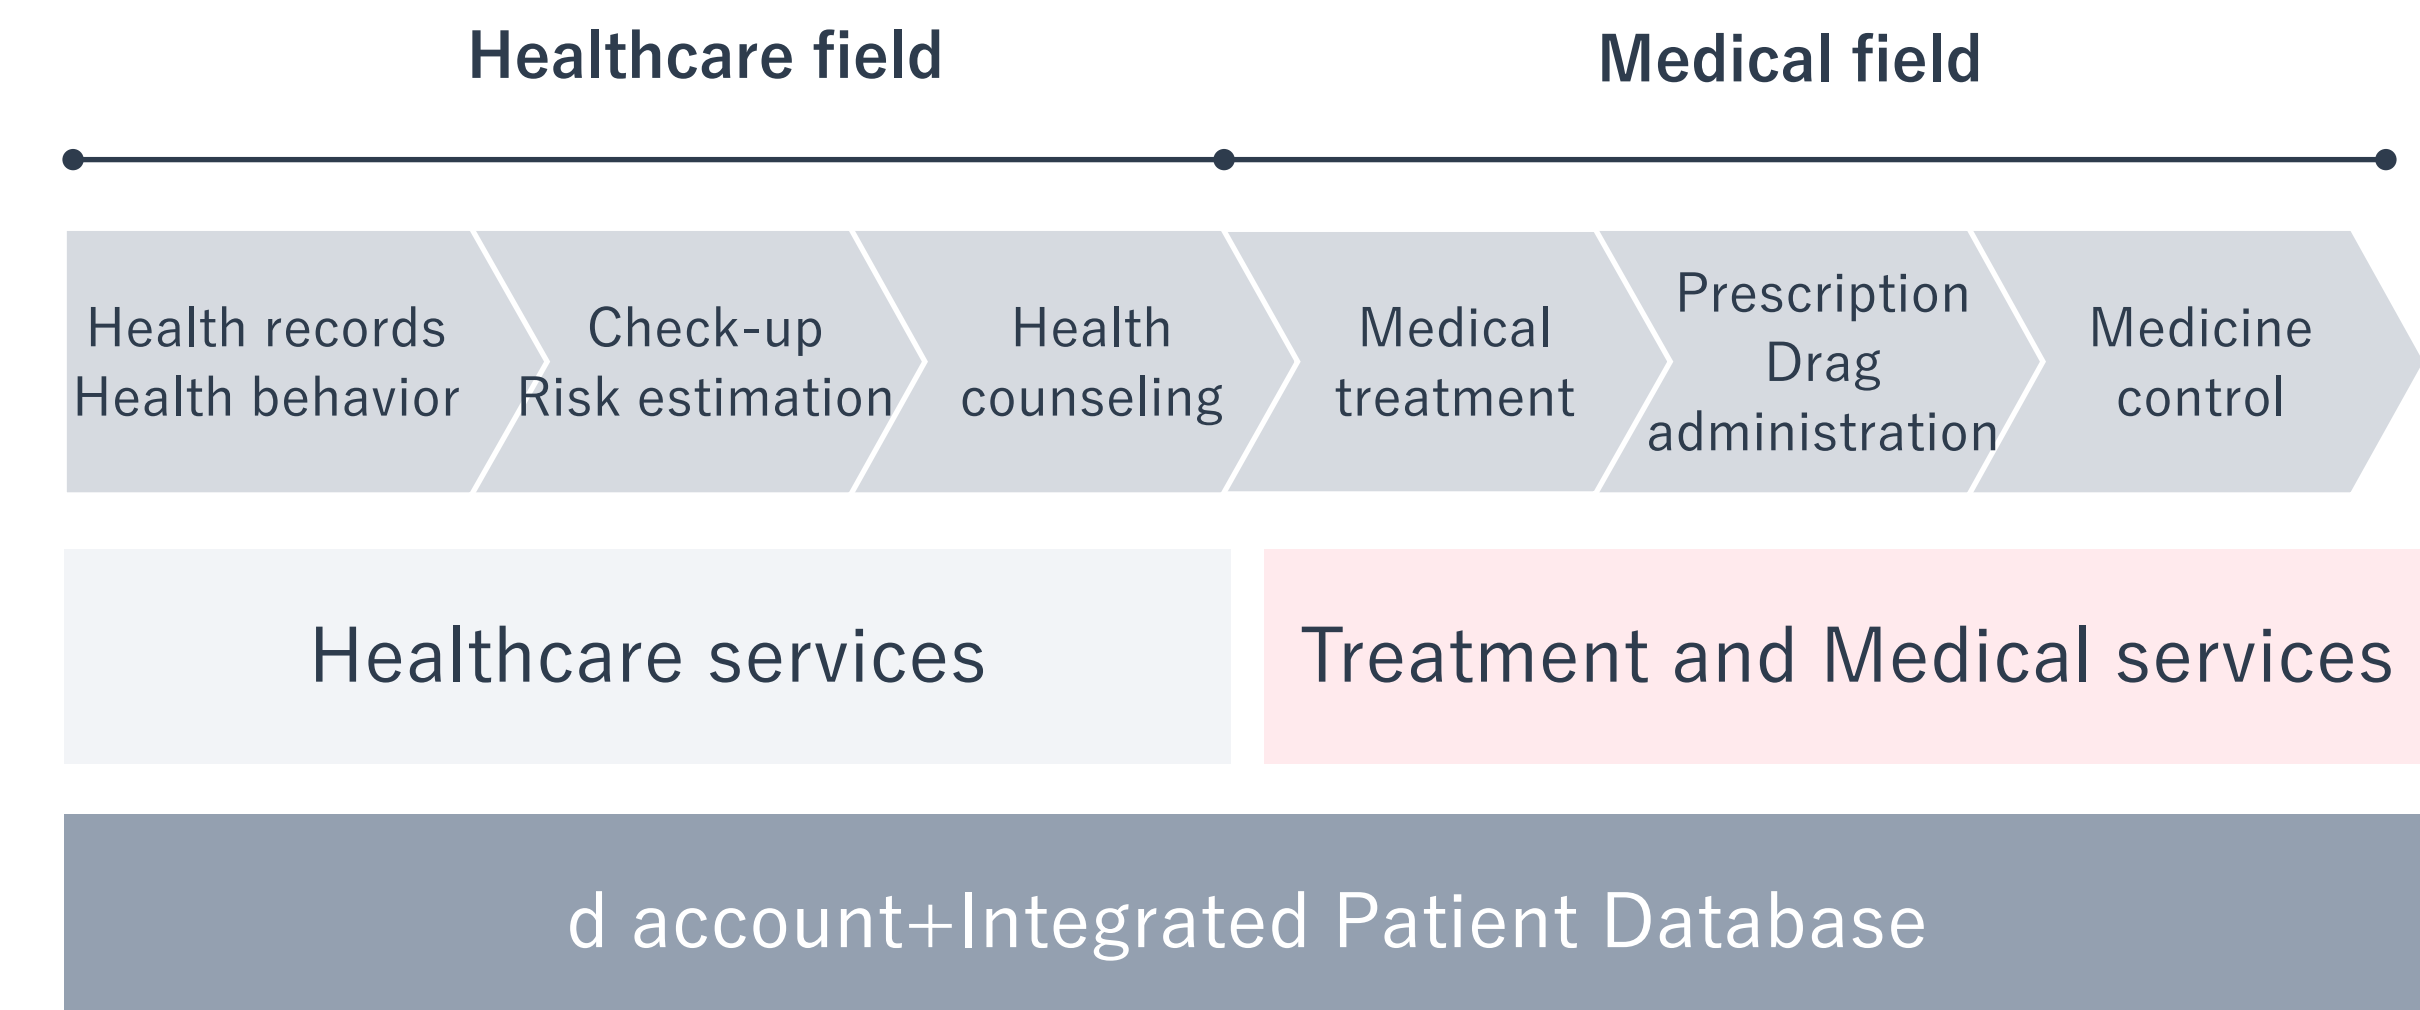 Healthcare field
Medical field
Health records
Health behavior
Check-up
Risk estimation
Health
counseling
Medical
treatment
Prescription
Drag
administration
Medicine
control
Healthcare services
Treatment and Medical services
d account+Integrated Patient Database